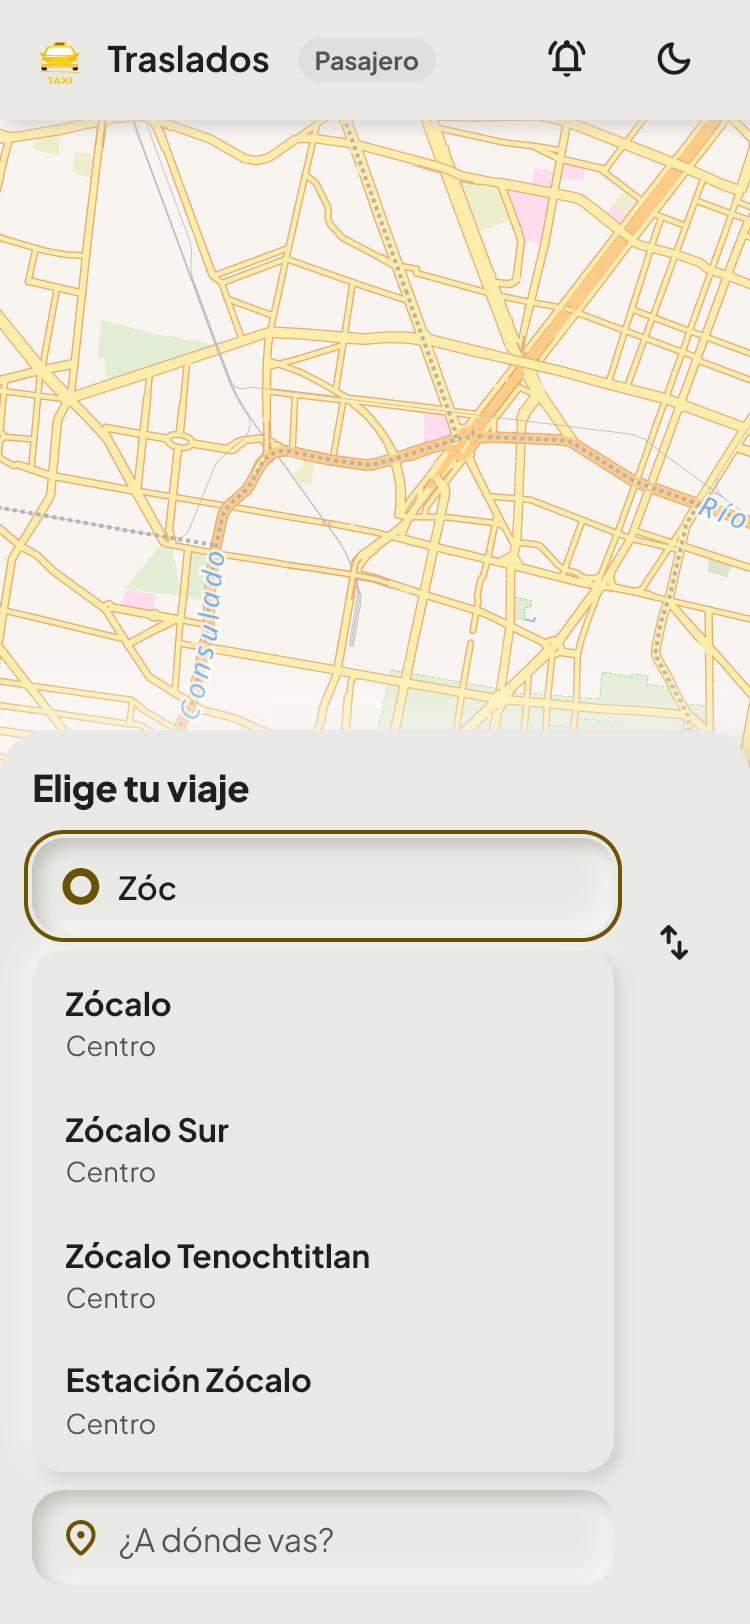 TAXI
Traslados
Pasajero
Río
Consulado
Elige tu viaje
Zóc
Zócalo
Centro
Zócalo Sur
Centro
Zócalo Tenochtitlan
Centro
Estación Zócalo
Centro
¿A dónde vas?